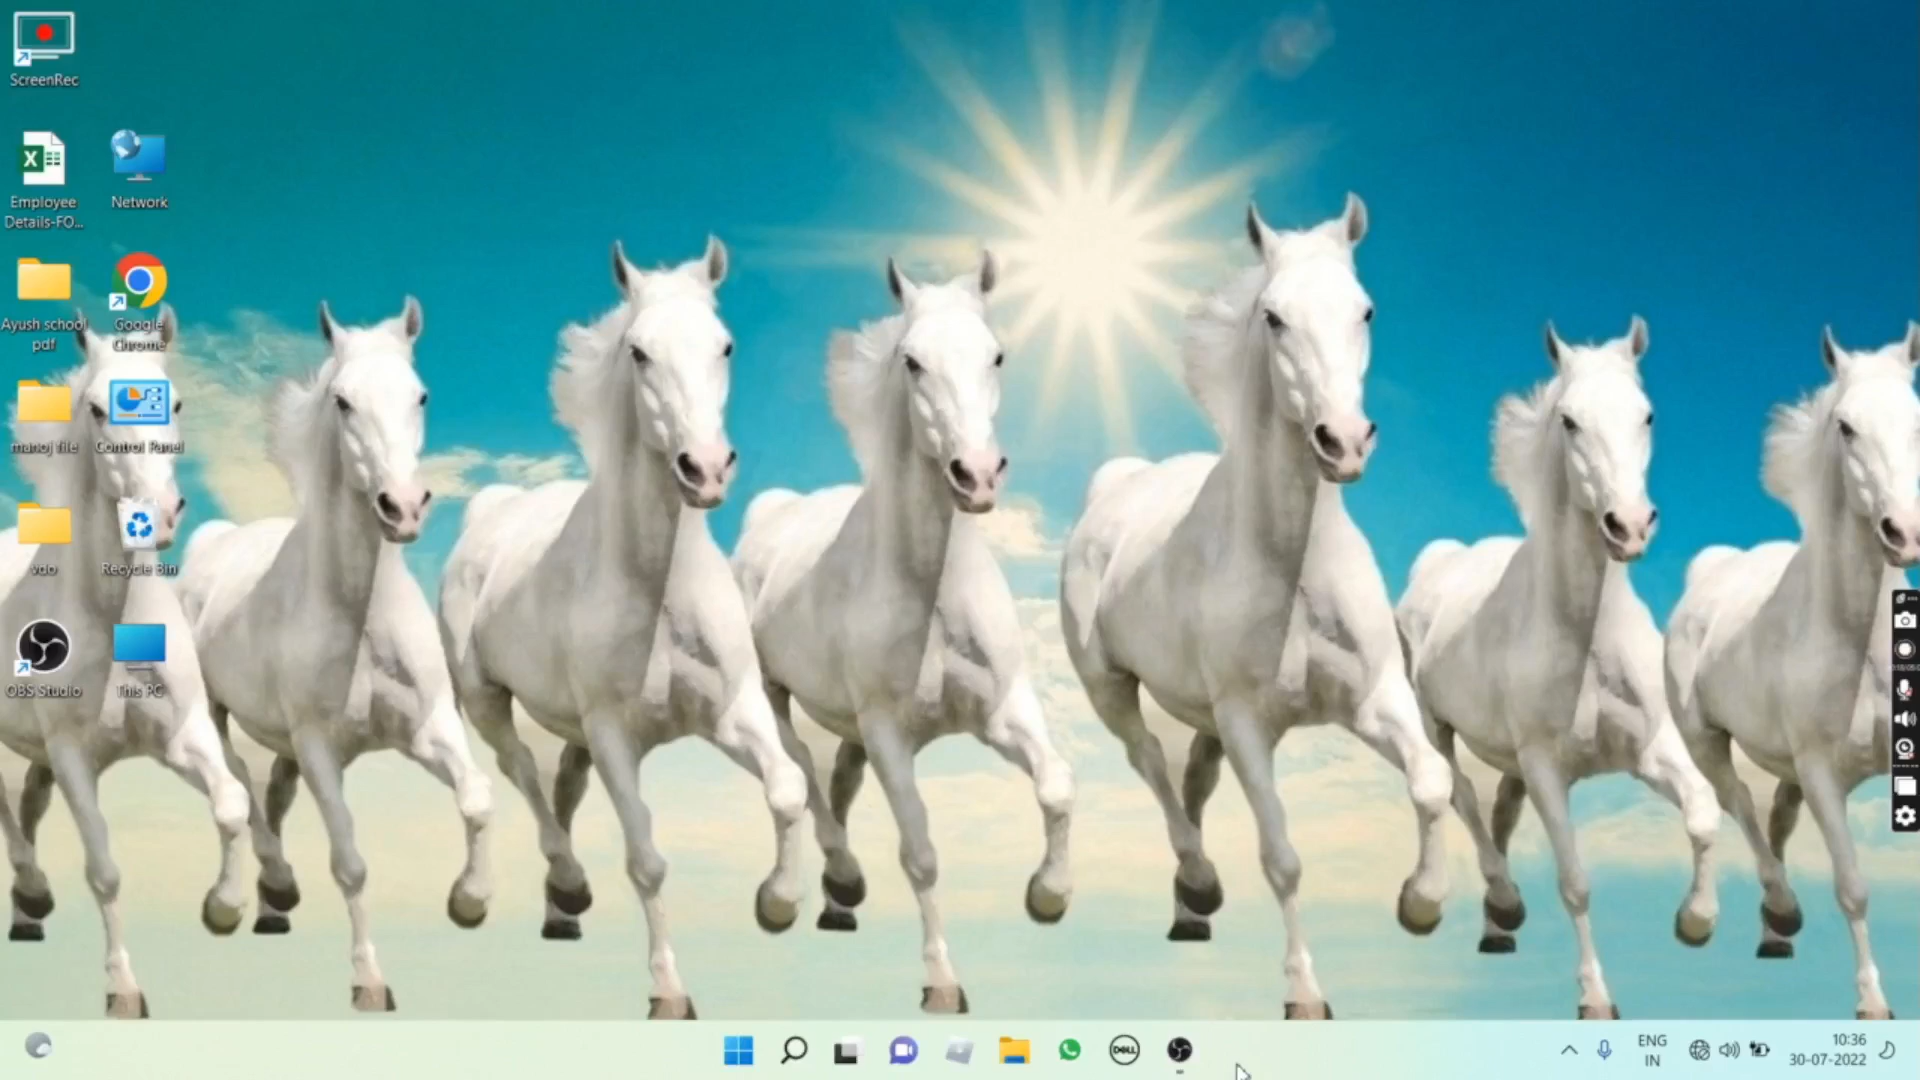 ScreenRec
Employee
Details-FO...
Network
Ayush school
pdf
Google
Chrome
manoj file
Control Panel
vdo
Recycle Bin
OBS Studio
This PC
DELL
ENG
IN
10:36
30-07-2022